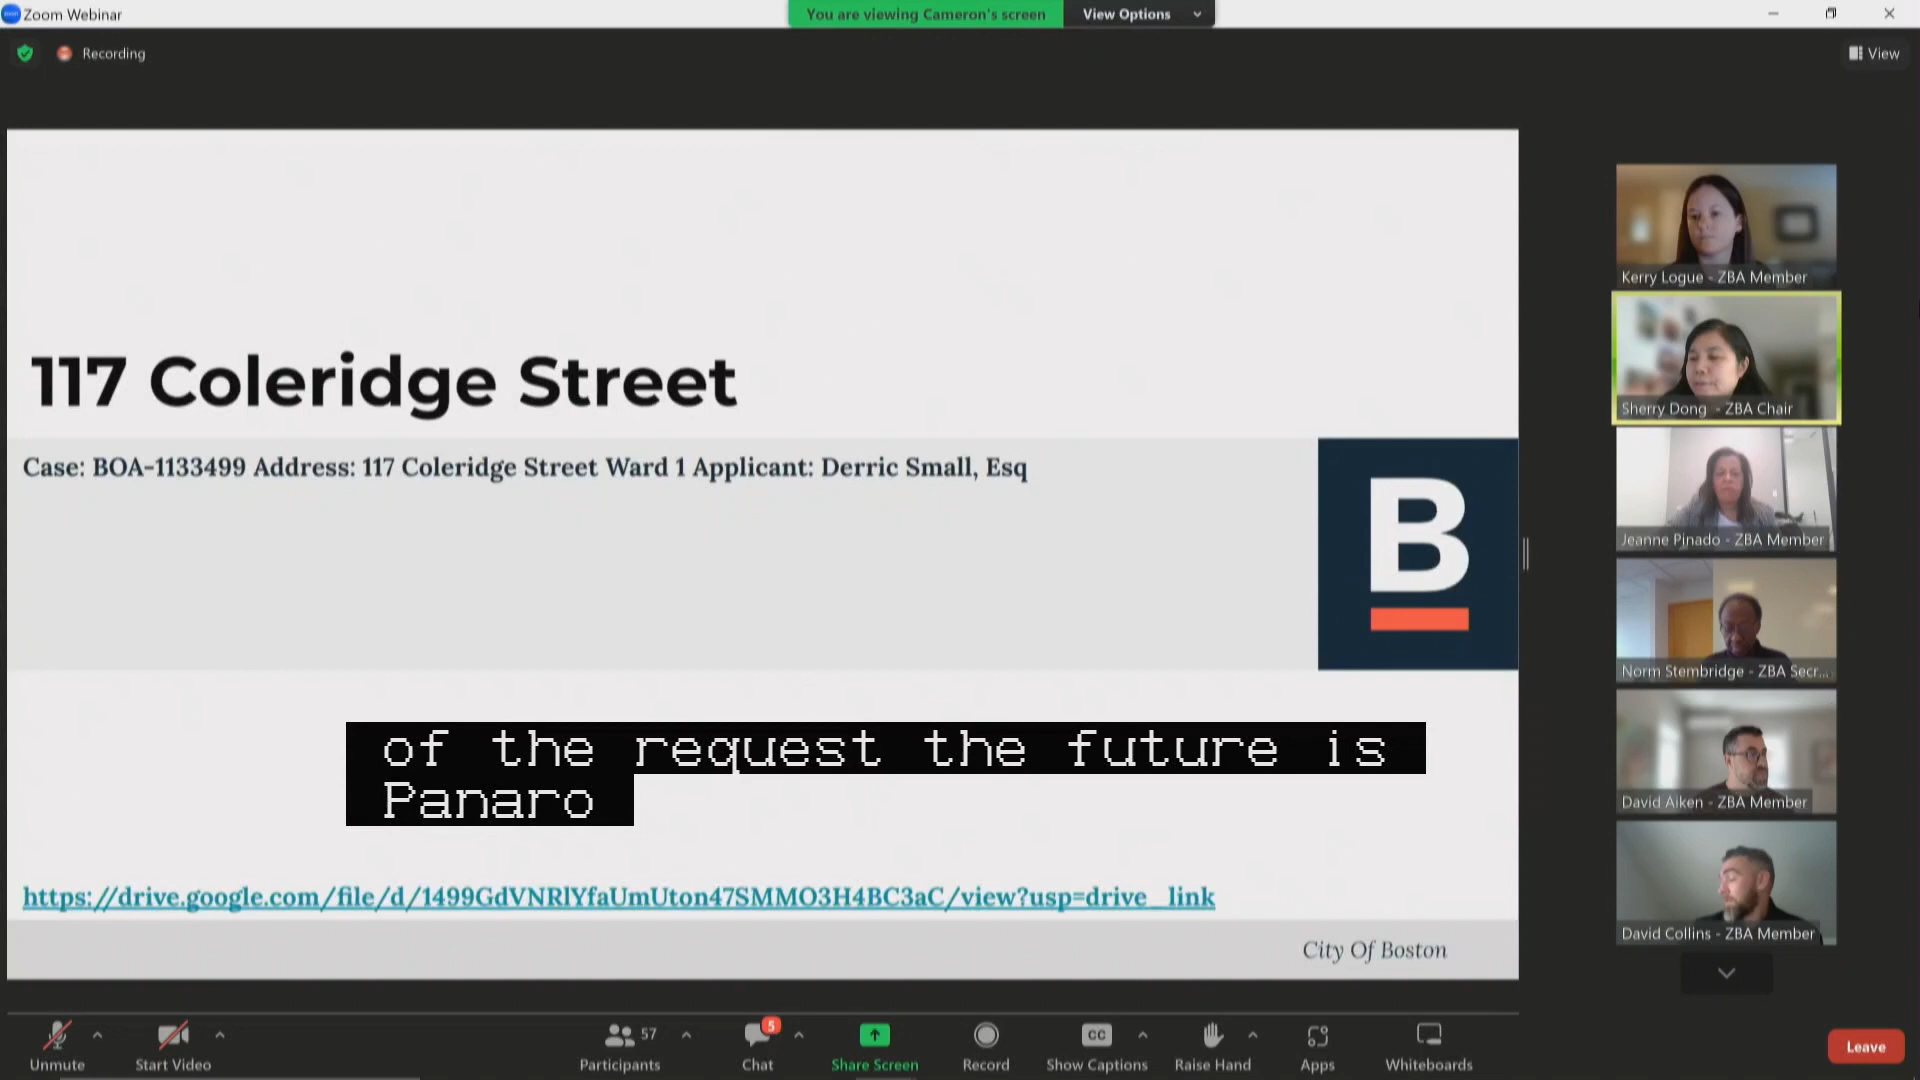 Zoom Webinar
You are viewing Cameron's screen
View Options
Recording
View
117 Coleridge Street
Case: BOA-1133499 Address: 117 Coleridge Street Ward 1 Applicant: Derric Small, Esq
B
of the request the future is
Panaro
https://drive.google.com/file/d/1499GdVNRlYfaUmUton47SMMO3H4BC3aC/view?usp=drive_link
City Of Boston
Kerry Logue - ZBA Member
Sherry Dong - ZBA Chair
Jeanne Pinado - ZBA Member
Norm Stembridge - ZBA Secr...
David Aiken - ZBA Member
David Collins - ZBA Member
Unmute
Start Video
57
Participants
5
Chat
Share Screen
Record
CC
Show Captions
Raise Hand
Apps
Whiteboards
Leave